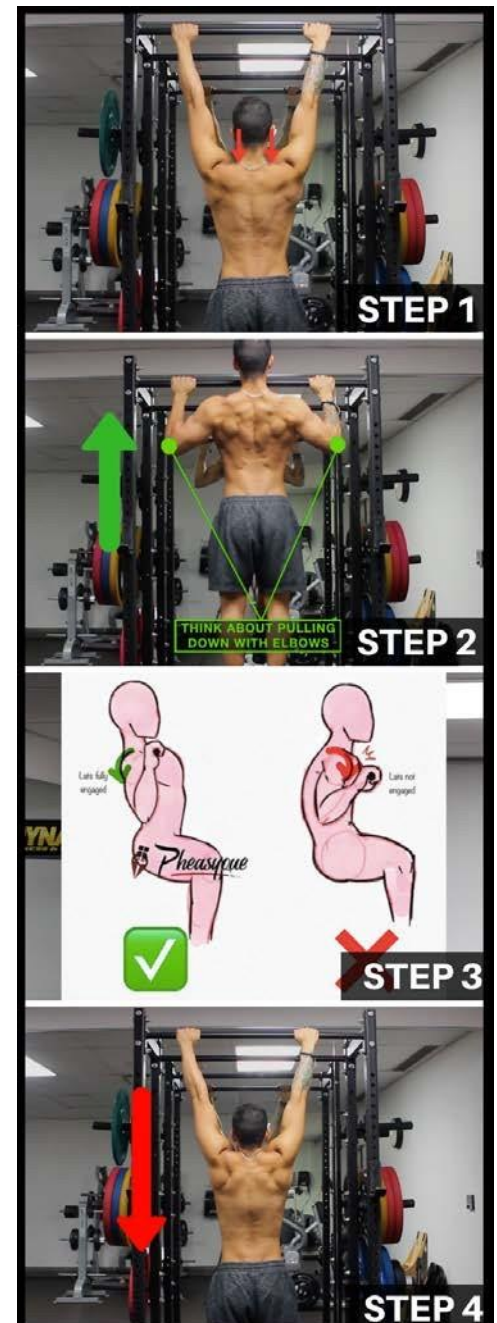 STEP 1
THINK ABOUT PULLING
DOWN WITH ELBOWS
STEP 2
Lats fully
engaged
Lats not
engaged
Pheasyque
STEP 3
STEP 4